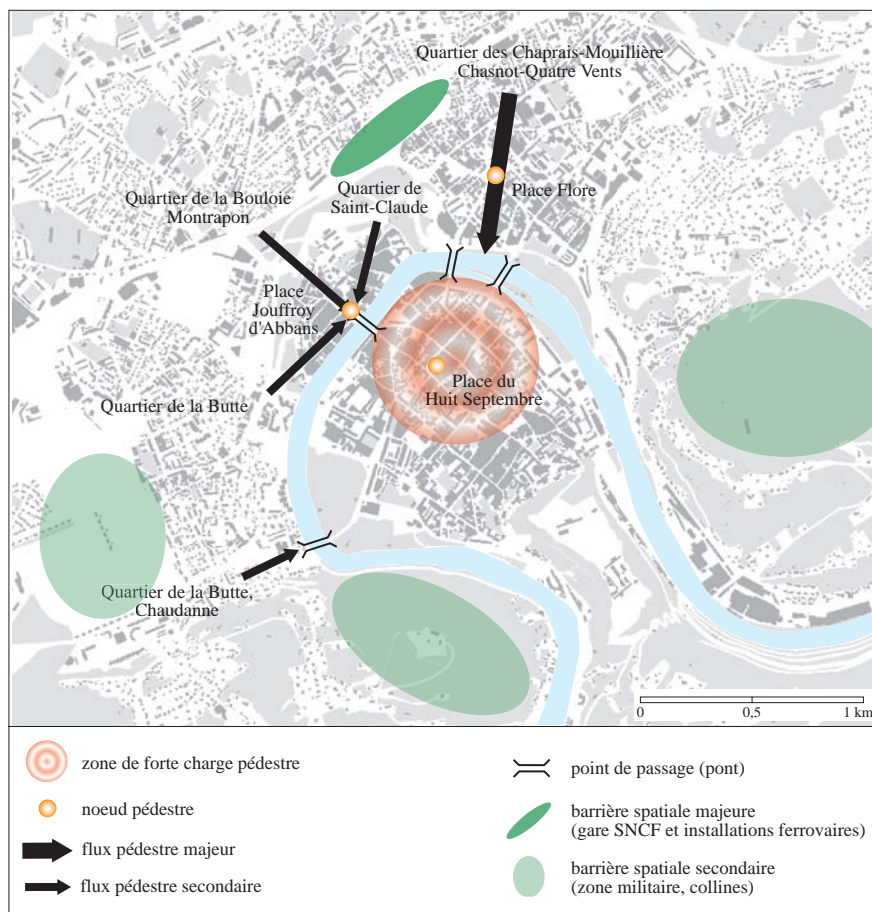 Quartier des Chaprais-Mouillière
Chasnot-Quatre Vents
Quartier de la Bouloie
Montrapon
Quartier de
Saint-Claude
Place Flore
Place
Jouffroy
d'Abbans
Place du
Huit Septembre
Quartier de la Butte
Quartier de la Butte,
Chaudanne
0
0,5
1 km
zone de forte charge pédestre
noeud pédestre
flux pédestre majeur
flux pédestre secondaire
point de passage (pont)
barrière spatiale majeure
(gare SNCF et installations ferrovaires)
barrière spatiale secondaire
(zone militaire, collines)